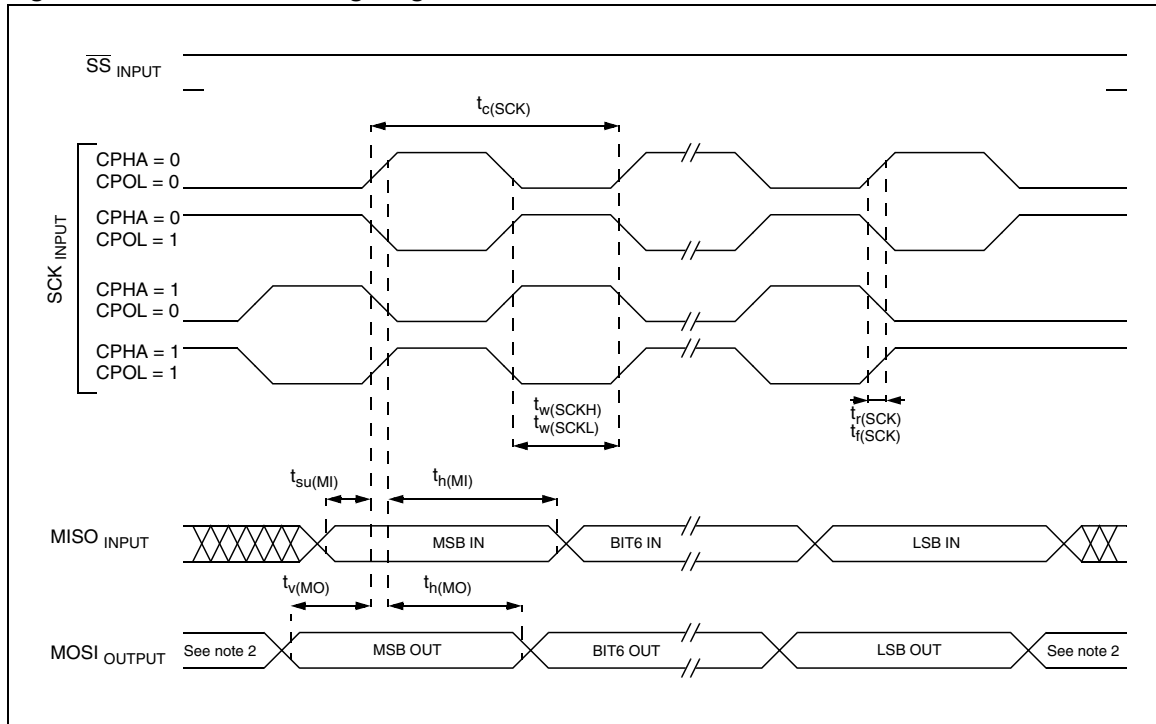 SS INPUT
tc(SCK)
SCK INPUT
CPHA = 0
CPOL = 0
CPHA = 0
CPOL = 1
CPHA = 1
CPOL = 0
CPHA = 1
CPOL = 1
tw(SCKH)
tw(SCKL)
tr(SCK)
tf(SCK)
tsu(MI)
th(MI)
MISO INPUT
MSB IN
BIT6 IN
LSB IN
tv(MO)
th(MO)
MOSI OUTPUT
See note 2
MSB OUT
BIT6 OUT
LSB OUT
See note 2